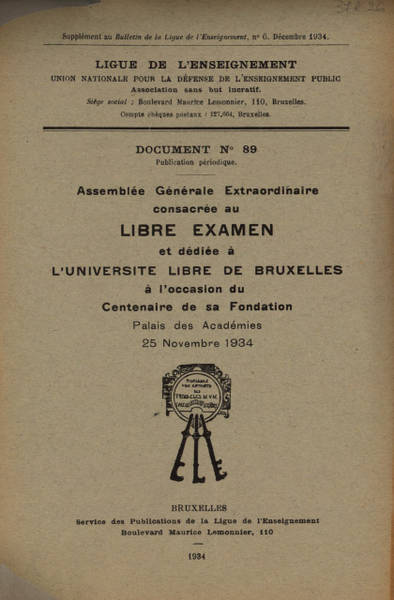 Supplément au Bulletin de la Ligue de l'Enseignement, n° 6. Décembre 1934.
LIGUE DE L'ENSEIGNEMENT
UNION NATIONALE POUR LA DÉFENSE DE L'ENSEIGNEMENT PUBLIC
Association sans but lucratif.
Siège social : Boulevard Maurice Lemonnier, 110, Bruxelles.
Compte chèques postaux : 127,664, Bruxelles.
DOCUMENT N° 89
Publication périodique.
Assemblée Générale Extraordinaire
consacrée au
LIBRE EXAMEN
et dédiée à
L'UNIVERSITE LIBRE DE BRUXELLES
à l'occasion du
Centenaire de sa Fondation
Palais des Académies
25 Novembre 1934
BRUXELLES
Service des Publications de la Ligue de l'Enseignement
Boulevard Maurice Lemonnier, 110
1934